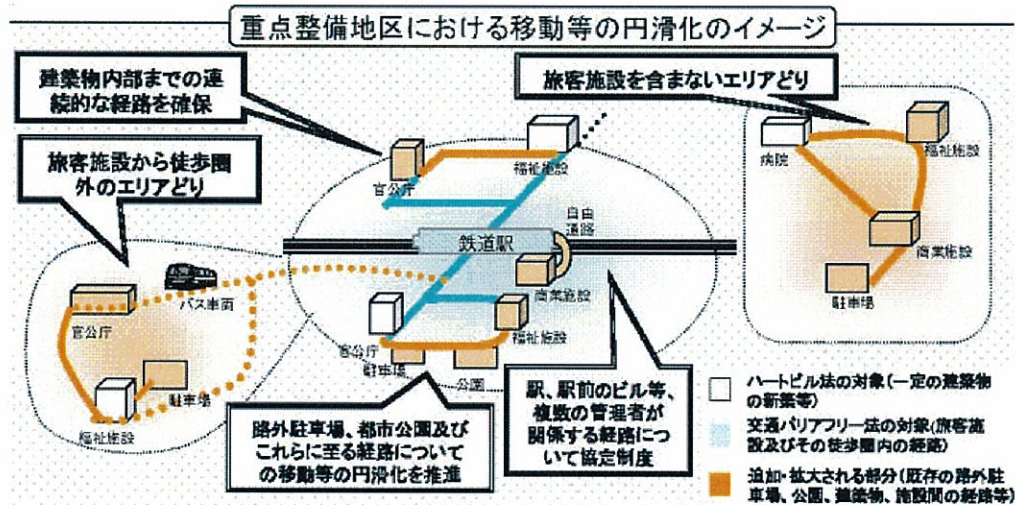 重点整備地区における移動等の円滑化のイメージ
建築物内部までの連
続的な経路を確保
旅客施設を含まないエリアどり
旅客施設から徒歩圏
外のエリアどり
官公庁
福祉施設
病院
福祉施設
自由
通路
鉄道駅
商業施設
商業施設
駐車場
バス車両
官公庁
駐車場
福祉施設
官公庁
駐車場
公園
福祉施設
路外駐車場、都市公園及び
これらに至る経路について
の移動等の円滑化を推進
駅、駅前のビル等、
複数の管理者が
関係する経路につ
いて協定制度
ハートビル法の対象(一定の建築物
の新築等)
交通バリアフリー法の対象(旅客施
設及びその徒歩圏内の経路)
追加・拡大される部分(既存の路外駐
車場、公園、建築物、施設間の経路等)